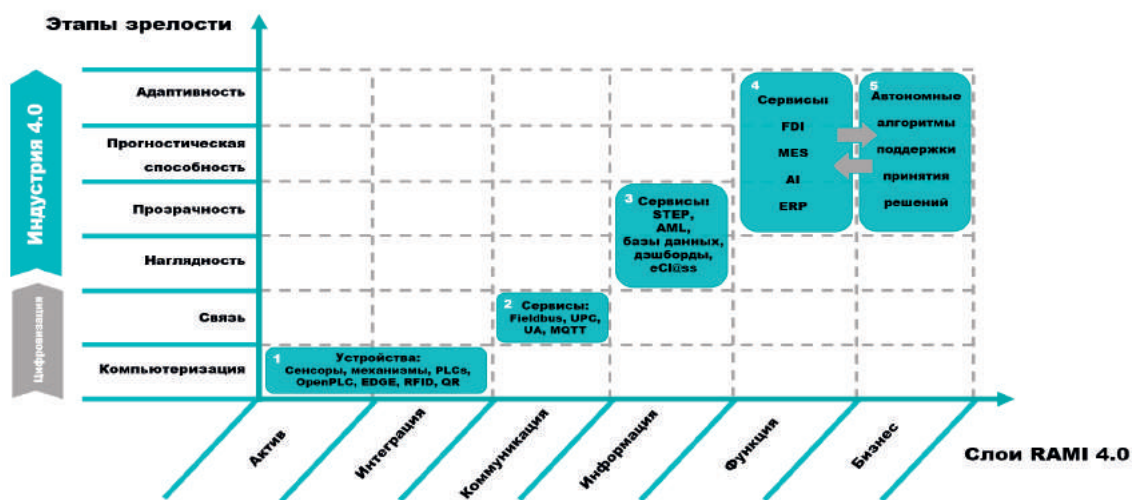 Этапы зрелости
Индустрия 4.0
Цифровизация
Адаптивность
Прогностическая
способность
Прозрачность
Наглядность
Связь
Компьютеризация
1
Устройства:
Сенсоры, механизмы, PLCs,
OpenPLC, EDGE, RFID, QR
2
Сервисы:
Fieldbus, UPC,
UA, MQTT
3
Сервисы:
STEP,
AML,
базы данных,
дэшборды,
eCl@ss
4
Сервисы:
FDI
MES
AI
ERP
5
Автономные
алгоритмы
поддержки
принятия
решений
Актив
Интеграция
Коммуникация
Информация
Функция
Бизнес
Слои RAMI 4.0